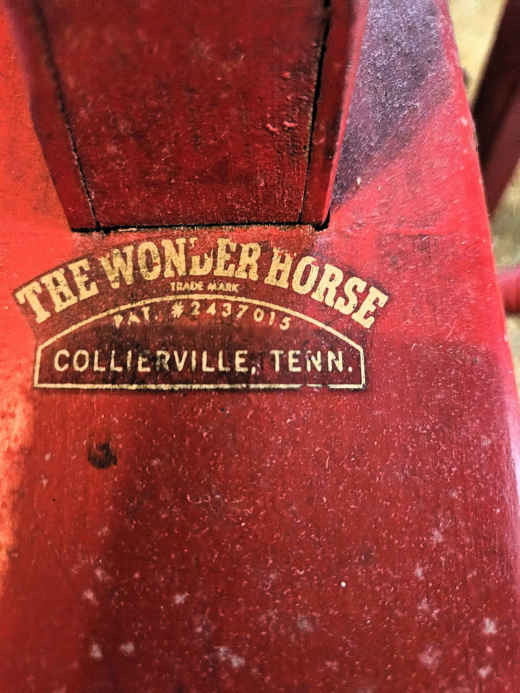 THE WONDER HORSE
TRADE MARK
PAT. #2437015
COLLIERVILLE, TENN.